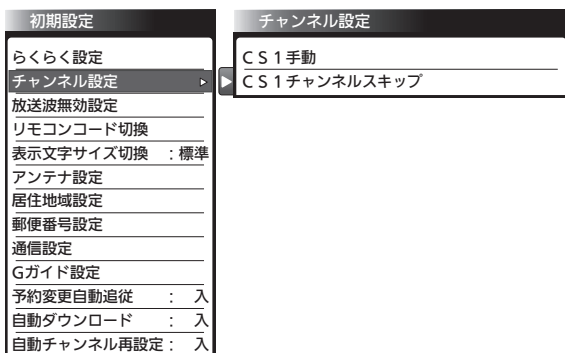 初期設定
らくらく設定
チャンネル設定
放送波無効設定
リモコンコード切換
表示文字サイズ切換 ：標準
アンテナ設定
居住地域設定
郵便番号設定
通信設定
Gガイド設定
予約変更自動追従 ： 入
自動ダウンロード ： 入
自動チャンネル再設定： 入
チャンネル設定
ＣＳ１手動
ＣＳ１チャンネルスキップ